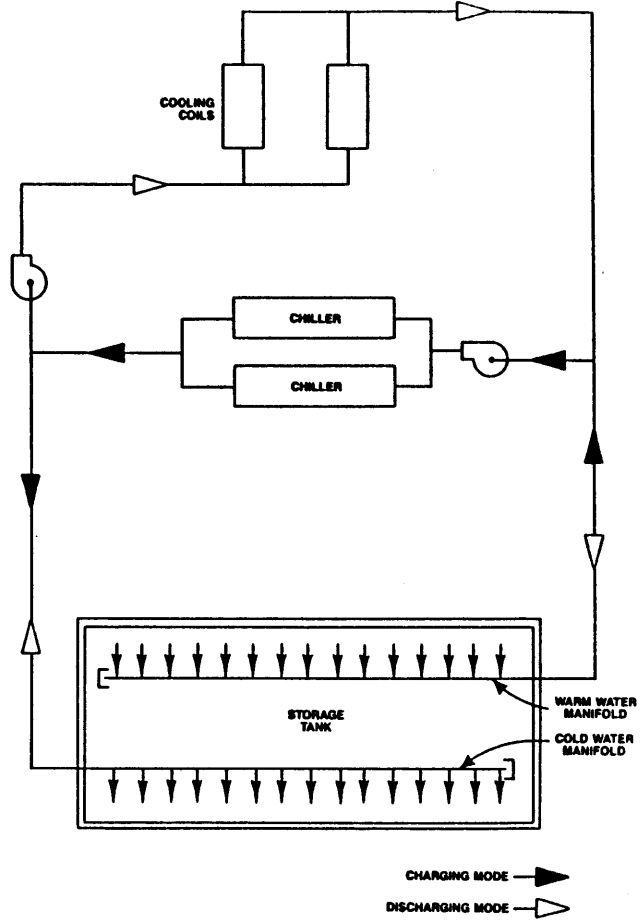 COOLING
COILS
CHILLER
CHILLER
STORAGE
TANK
WARM WATER
MANIFOLD
COLD WATER
MANIFOLD
CHARGING MODE
DISCHARGING MODE